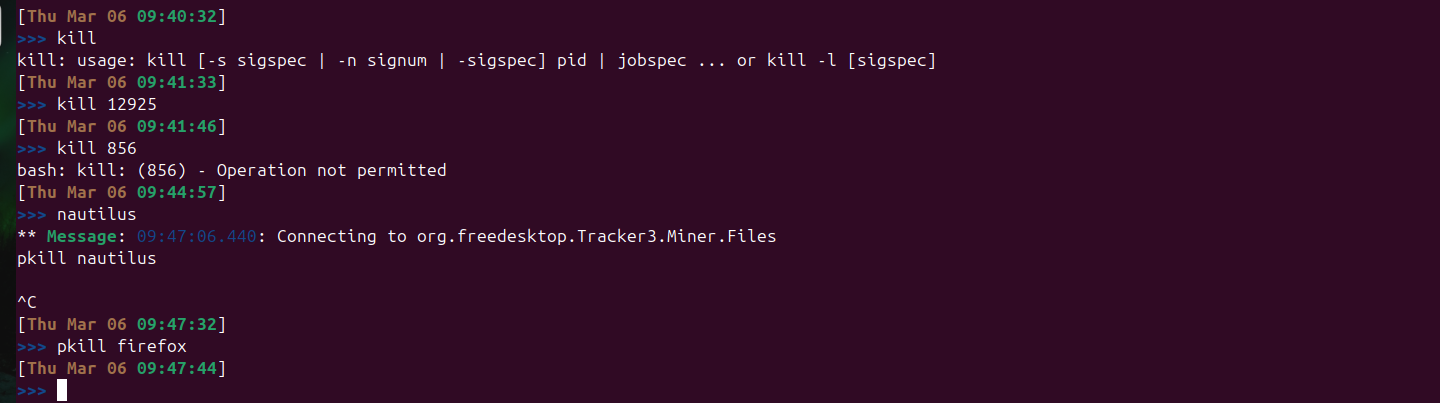 [Thu Mar 06 09:40:32]
>>> kill
kill: usage: kill [-s sigspec | -n signum | -sigspec] pid | jobspec ... or kill -l [sigspec]
[Thu Mar 06 09:41:33]
>>> kill 12925
[Thu Mar 06 09:41:46]
>>> kill 856
bash: kill: (856) - Operation not permitted
[Thu Mar 06 09:44:57]
>>> nautilus
** Message: 09:47:06.440: Connecting to org.freedesktop.Tracker3.Miner.Files
pkill nautilus
^C
[Thu Mar 06 09:47:32]
>>> pkill firefox
[Thu Mar 06 09:47:44]
>>>